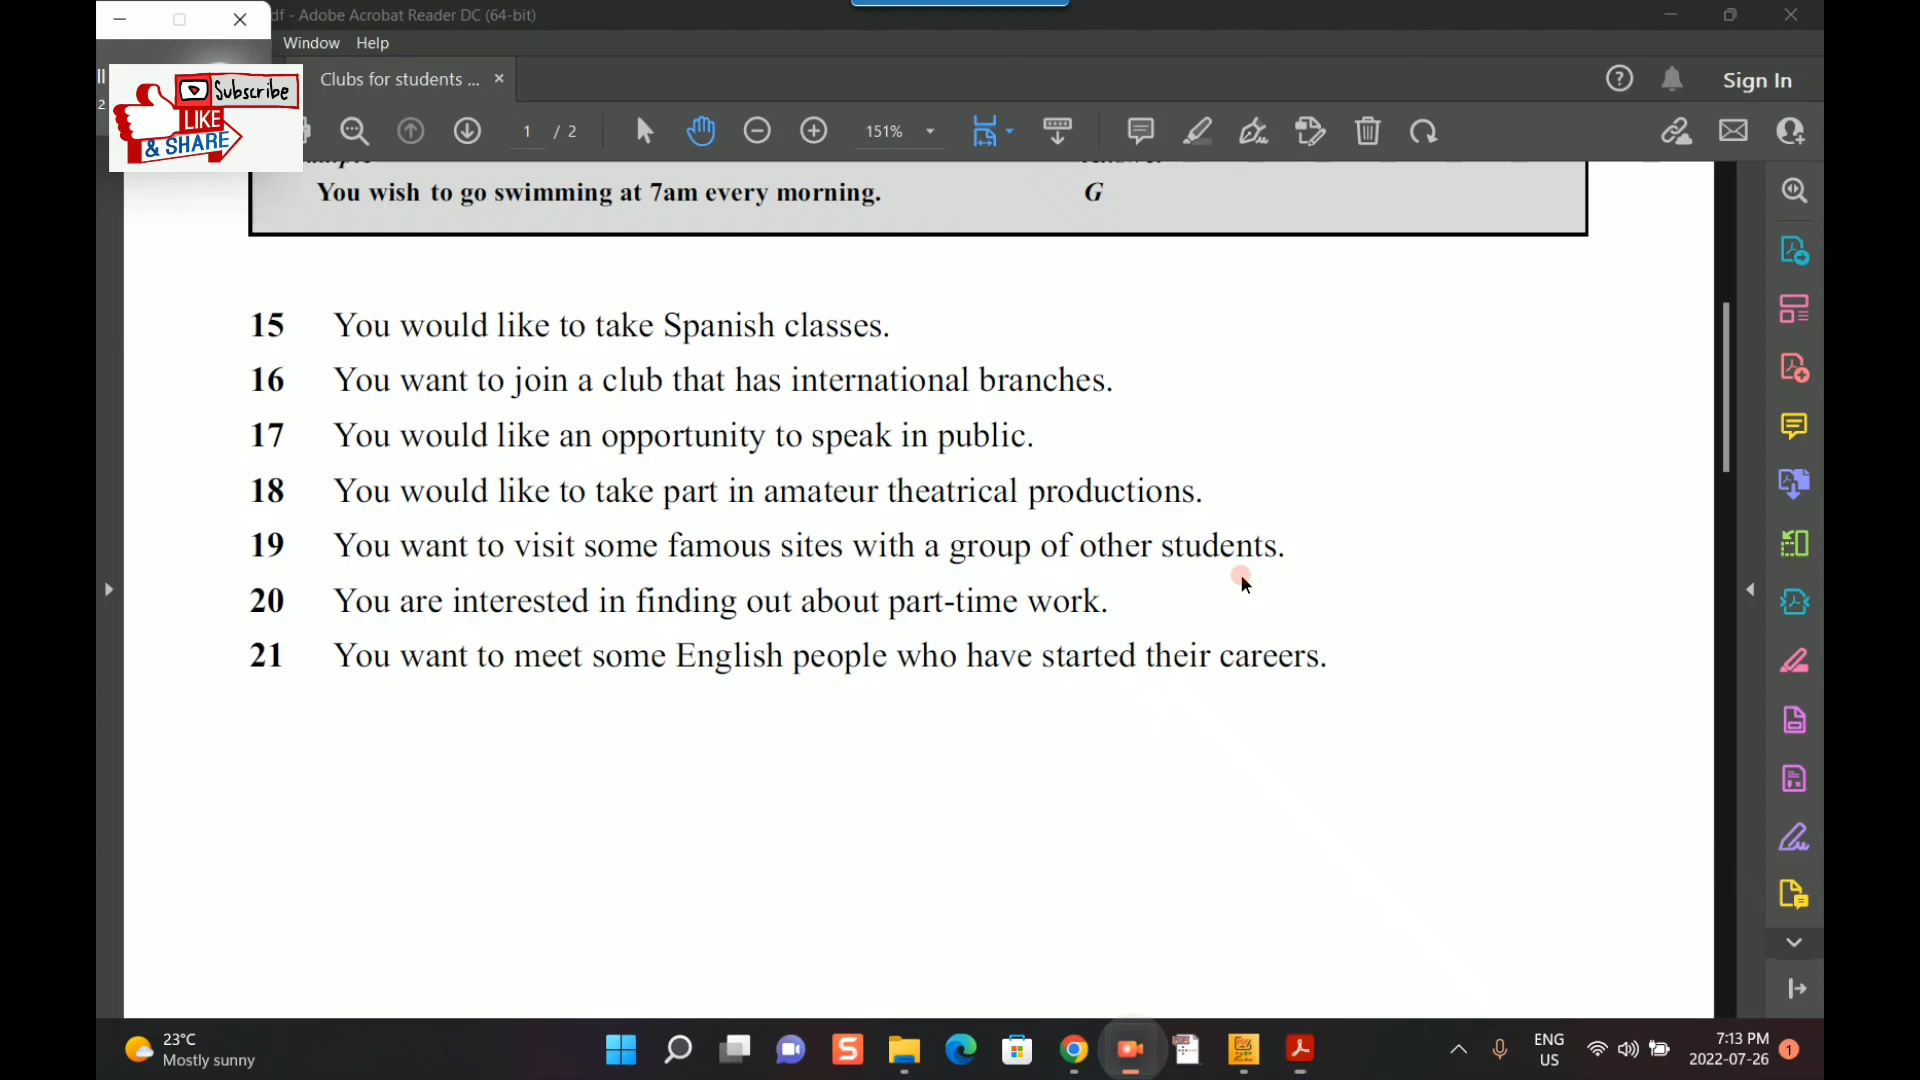 df - Adobe Acrobat Reader DC (64-bit)
Window Help
Clubs for students ...
Sign In
Subscribe
LIKE
& SHARE
1 / 2
151%
You wish to go swimming at 7am every morning. G
15 You would like to take Spanish classes.
16 You want to join a club that has international branches.
17 You would like an opportunity to speak in public.
18 You would like to take part in amateur theatrical productions.
19 You want to visit some famous sites with a group of other students.
20 You are interested in finding out about part-time work.
21 You want to meet some English people who have started their careers.
23°C
Mostly sunny
ENG
US
7:13 PM
2022-07-26
1